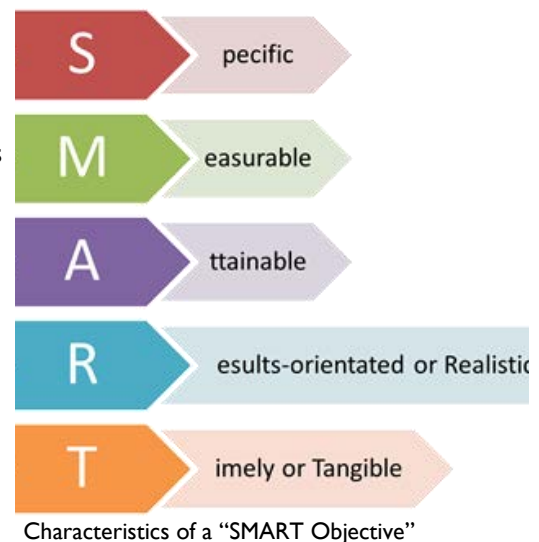 S pecific
M easurable
A ttainable
R esults-orientated or Realistic
T imely or Tangible
Characteristics of a “SMART Objective”